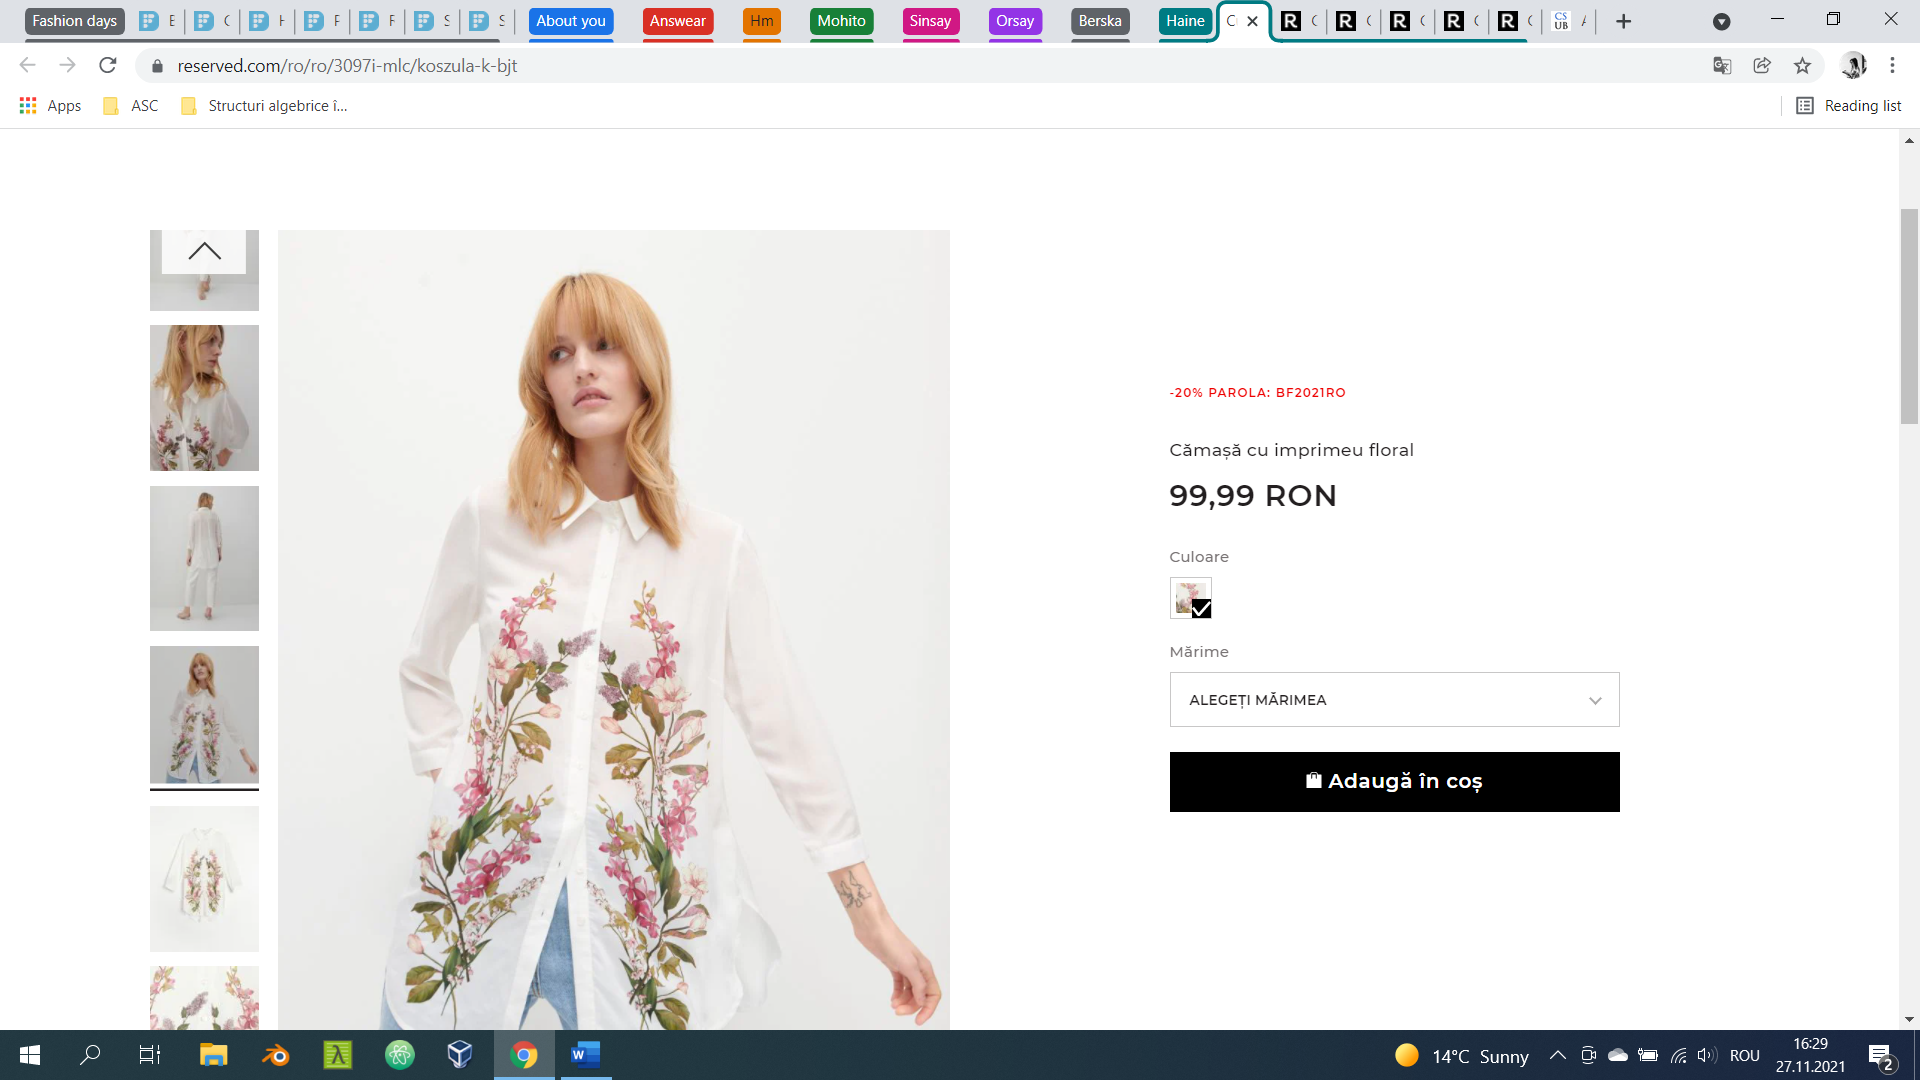 Fashion days
About you
Answear
Hm
Mohito
Sinsay
Orsay
Berska
Haine
reserved.com/ro/ro/3097i-mlc/koszula-k-bjt
Apps
ASC
Structuri algebrice î...
Reading list
-20% PAROLA: BF2021RO
Cămașă cu imprimeu floral
99,99 RON
Culoare
Mărime
ALEGEȚI MĂRIMEA
Adaugă în coș
14°C Sunny
ROU
16:29
27.11.2021
2